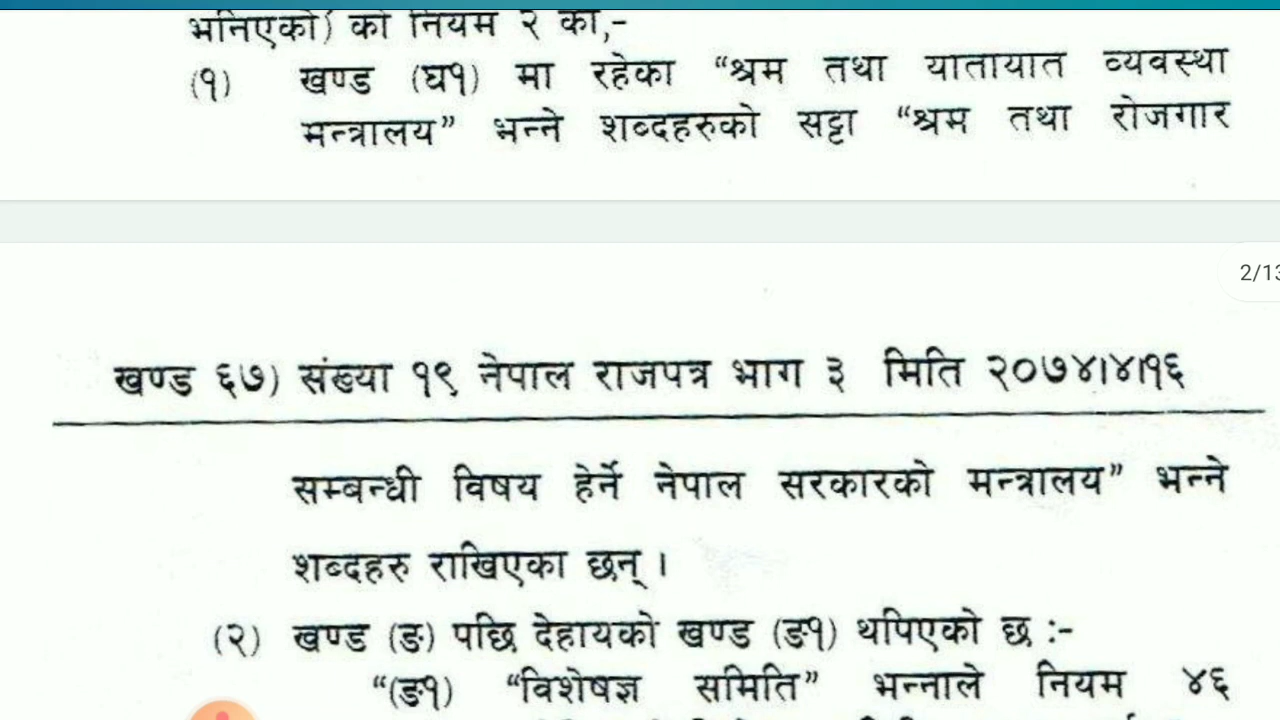 भनिएको) को नियम २ का,-
(१) खण्ड (घ१) मा रहेका “श्रम तथा यातायात व्यवस्था
मन्त्रालय” भन्ने शब्दहरुको सट्टा “श्रम तथा रोजगार
2/13
खण्ड ६७) संख्या १९ नेपाल राजपत्र भाग ३ मिति २०७४।४।१६
सम्बन्धी विषय हेर्ने नेपाल सरकारको मन्त्रालय” भन्ने
शब्दहरु राखिएका छन् ।
(२) खण्ड (ङ) पछि देहायको खण्ड (ङ१) थपिएको छ :-
“(ङ१) “विशेषज्ञ समिति” भन्नाले नियम ४६